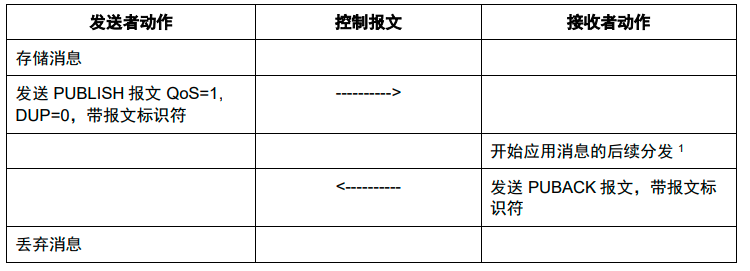 发送者动作 控制报文 接收者动作
存储消息
发送 PUBLISH 报文 QoS=1, ---------->
DUP=0，带报文标识符
开始应用消息的后续分发 1
<---------- 发送 PUBACK 报文，带报文标
识符
丢弃消息